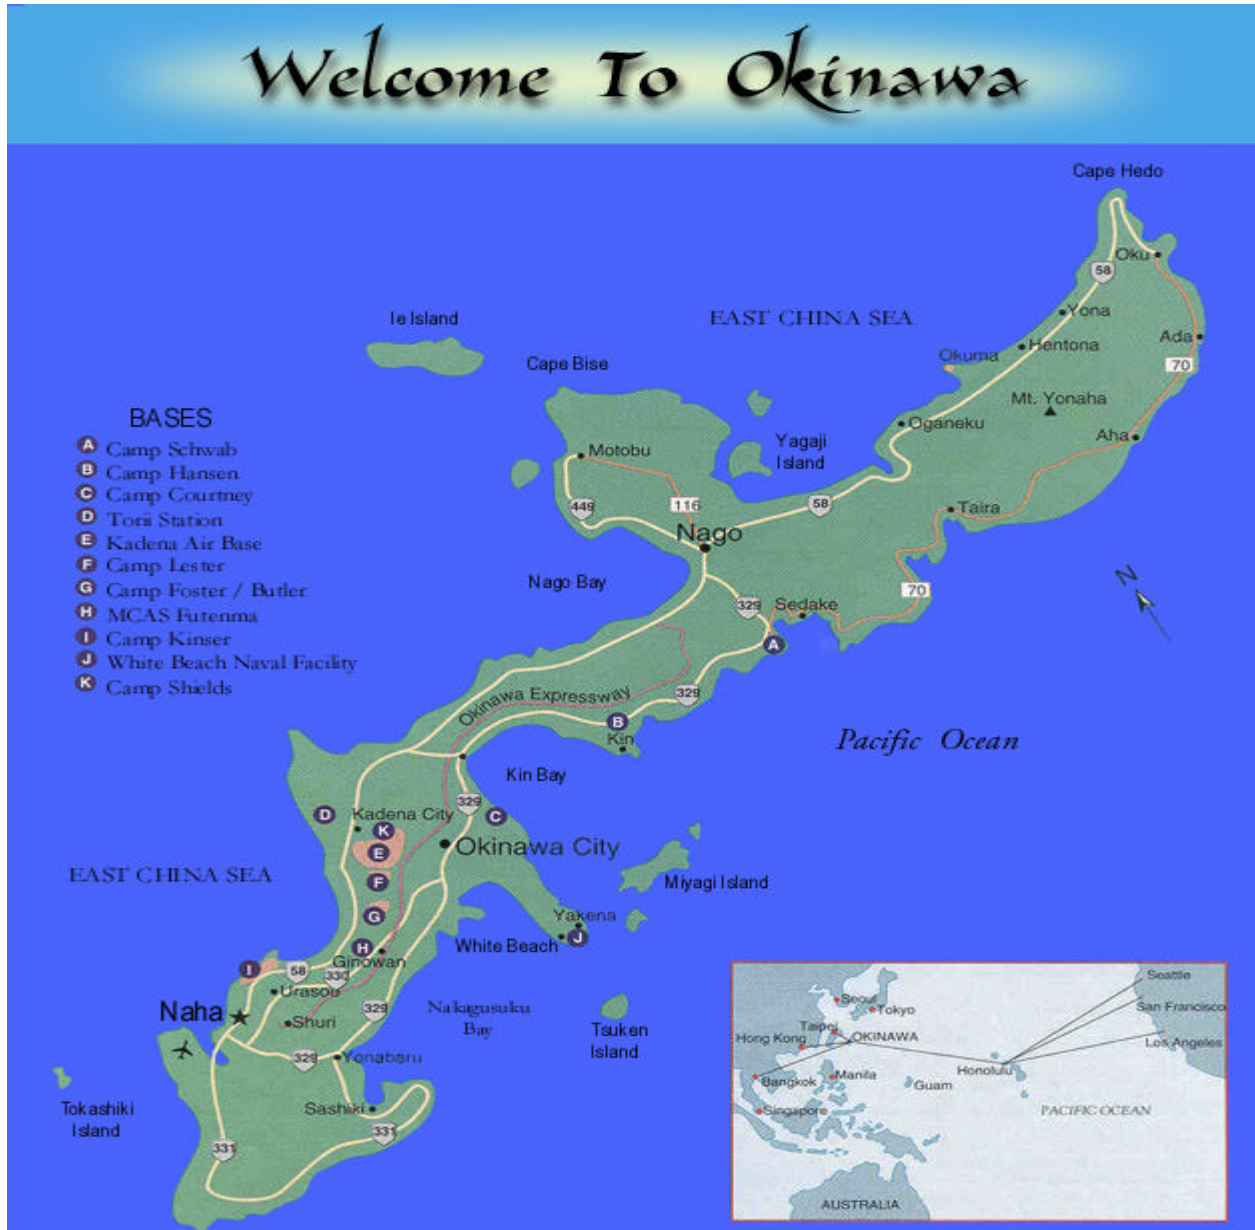 Welcome To Okinawa
Cape Hedo
Oku
58
Yona
EAST CHINA SEA
Ie Island
Ada
Hentona
Okuma
70
Cape Bise
Mt. Yonaha
BASES
A Camp Schwab
B Camp Hansen
C Camp Courtney
D Torii Station
E Kadena Air Base
F Camp Lester
G Camp Foster / Butler
H MCAS Futenma
I Camp Kinser
J White Beach Naval Facility
K Camp Shields
Oganeku
Aha
Motobu
Yagaji
Island
449
116
58
Taira
Nago
N
Nago Bay
70
329
Sedake
A
Okinawa Expressway
329
B
Kin
Pacific Ocean
Kin Bay
329
D
Kadena City
C
K
E
Okinawa City
EAST CHINA SEA
F
Miyagi Island
G
Yakena
J
White Beach
H
Ginowan
I
58
330
Urasou
329
Nakagusuku
Bay
Naha
Shuri
Tsuken
Island
329
Yonabaru
Tokashiki
Island
Sashiki
331
331
Seattle
Seoul
Tokyo
San Francisco
Taipei
OKINAWA
Hong Kong
Los Angeles
Honolulu
Bangkok
Manila
Guam
Singapore
PACIFIC OCEAN
AUSTRALIA